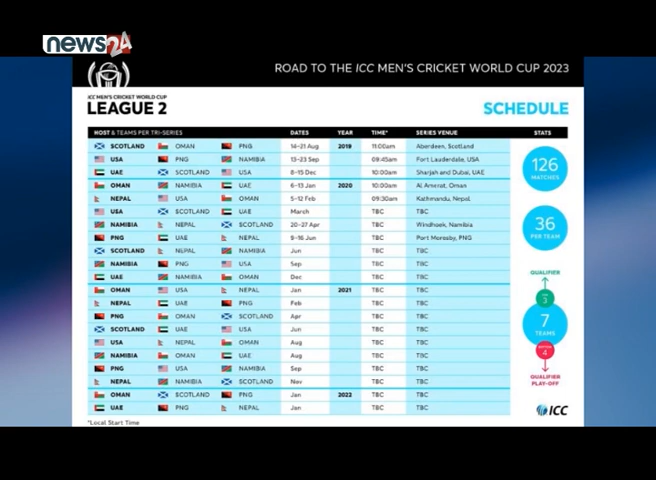 news24
ROAD TO THE ICC MEN'S CRICKET WORLD CUP 2023
ICC MEN'S CRICKET WORLD CUP
LEAGUE 2
SCHEDULE
HOST & TEAMS PER TRI-SERIES DATES YEAR TIME* SERIES VENUE STATS
SCOTLAND OMAN PNG 14-21 Aug 2019 11:00am Aberdeen, Scotland
USA PNG NAMIBIA 13-23 Sep 09:45am Fort Lauderdale, USA
UAE SCOTLAND USA 8-15 Dec 10:00am Sharjah and Dubai, UAE
OMAN NAMIBIA UAE 6-13 Jan 2020 10:00am Al Amerat, Oman
NEPAL USA OMAN 5-12 Feb 09:30am Kathmandu, Nepal
USA SCOTLAND UAE March TBC TBC
NAMIBIA NEPAL SCOTLAND 20-27 Apr TBC Windhoek, Namibia
PNG UAE NEPAL 9-16 Jun TBC Port Moresby, PNG
SCOTLAND NEPAL NAMIBIA Jun TBC TBC
NAMIBIA PNG USA Sep TBC TBC
UAE NAMIBIA OMAN Dec TBC TBC
OMAN USA NEPAL Jan 2021 TBC TBC
NEPAL UAE PNG Feb TBC TBC
PNG OMAN SCOTLAND Apr TBC TBC
SCOTLAND UAE USA Jun TBC TBC
USA NEPAL OMAN Aug TBC TBC
NAMIBIA OMAN UAE Aug TBC TBC
PNG USA NAMIBIA Sep TBC TBC
NEPAL NAMIBIA SCOTLAND Nov TBC TBC
OMAN SCOTLAND PNG Jan 2022 TBC TBC
UAE PNG NEPAL Jan TBC TBC
126
MATCHES
36
PER TEAM
QUALIFIER
3
7
TEAMS
4
QUALIFIER
PLAY-OFF
ICC
*Local Start Time